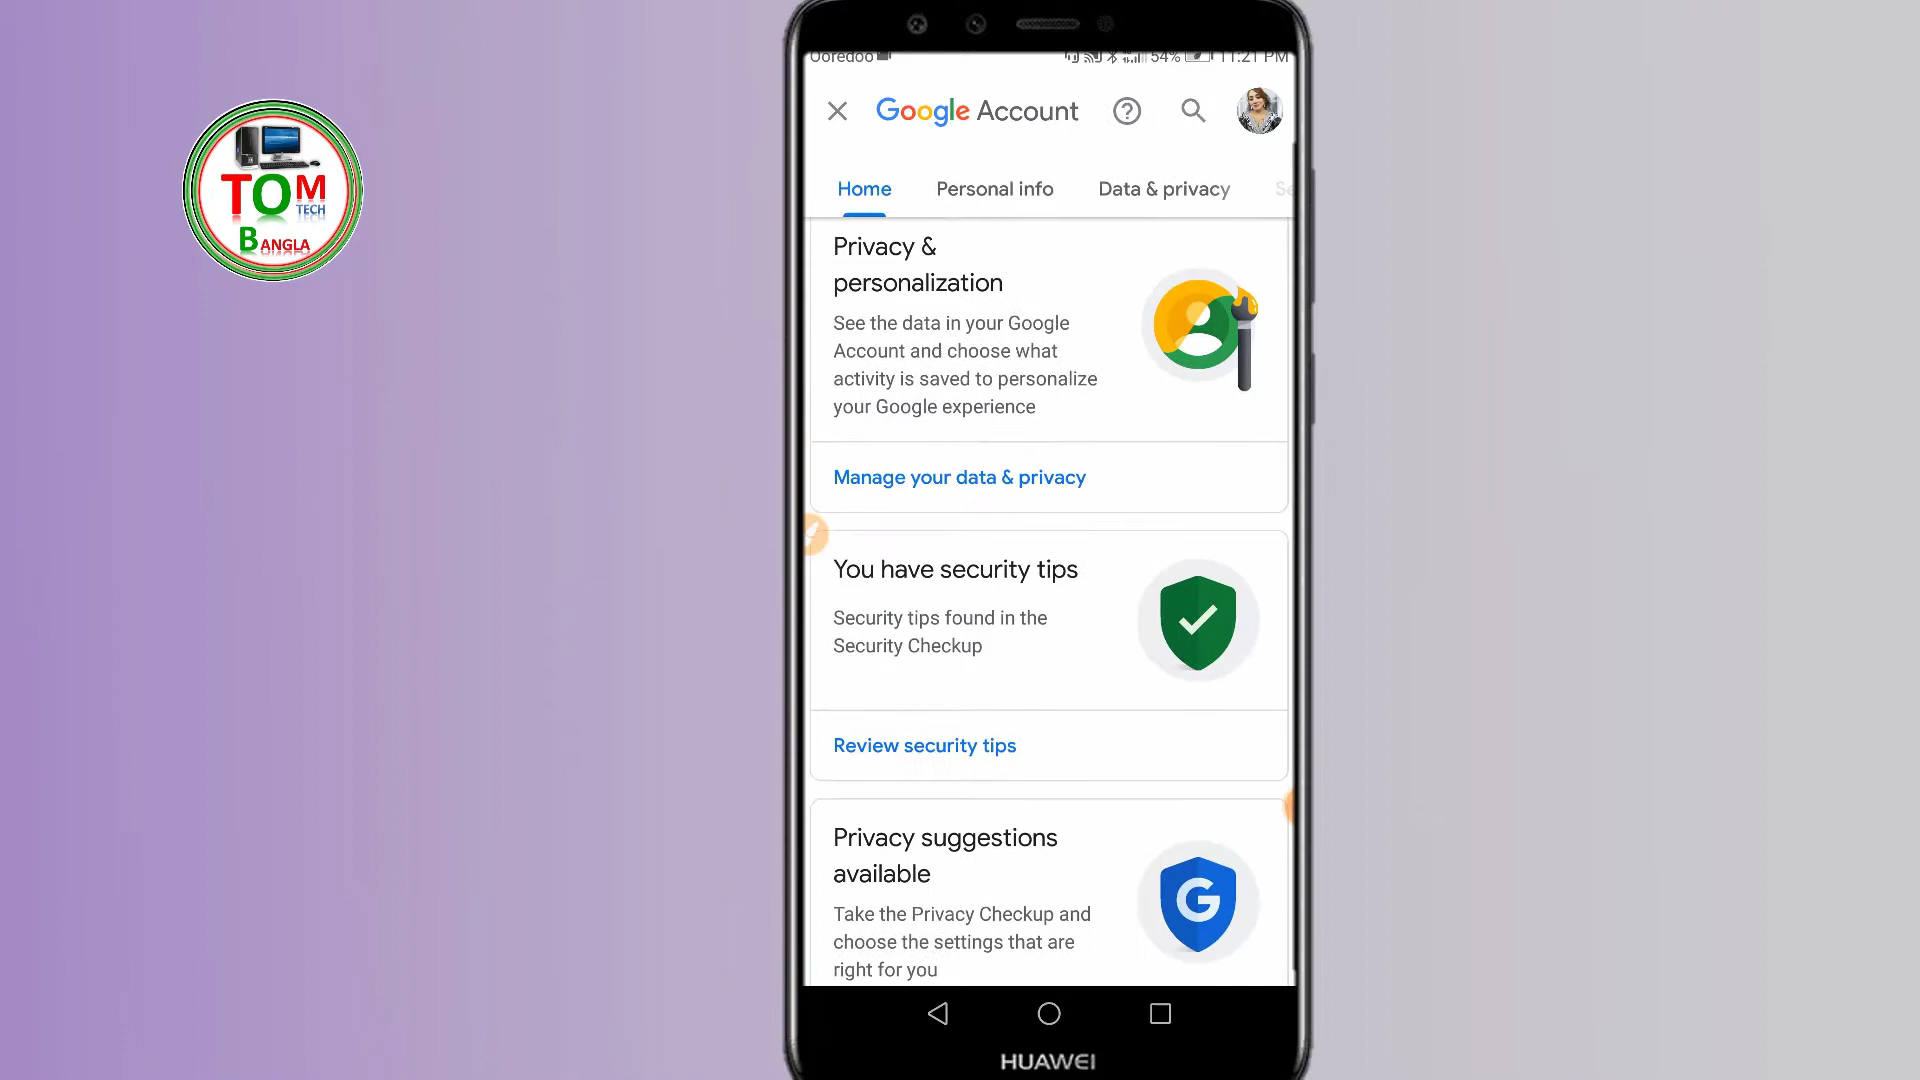 Ooredoo
54% 11:21 PM
Google Account
Home Personal info Data & privacy
Privacy &
personalization
See the data in your Google
Account and choose what
activity is saved to personalize
your Google experience
Manage your data & privacy
You have security tips
Security tips found in the
Security Checkup
Review security tips
Privacy suggestions
available
Take the Privacy Checkup and
choose the settings that are
right for you
HUAWEI
TOM
TECH
BANGLA